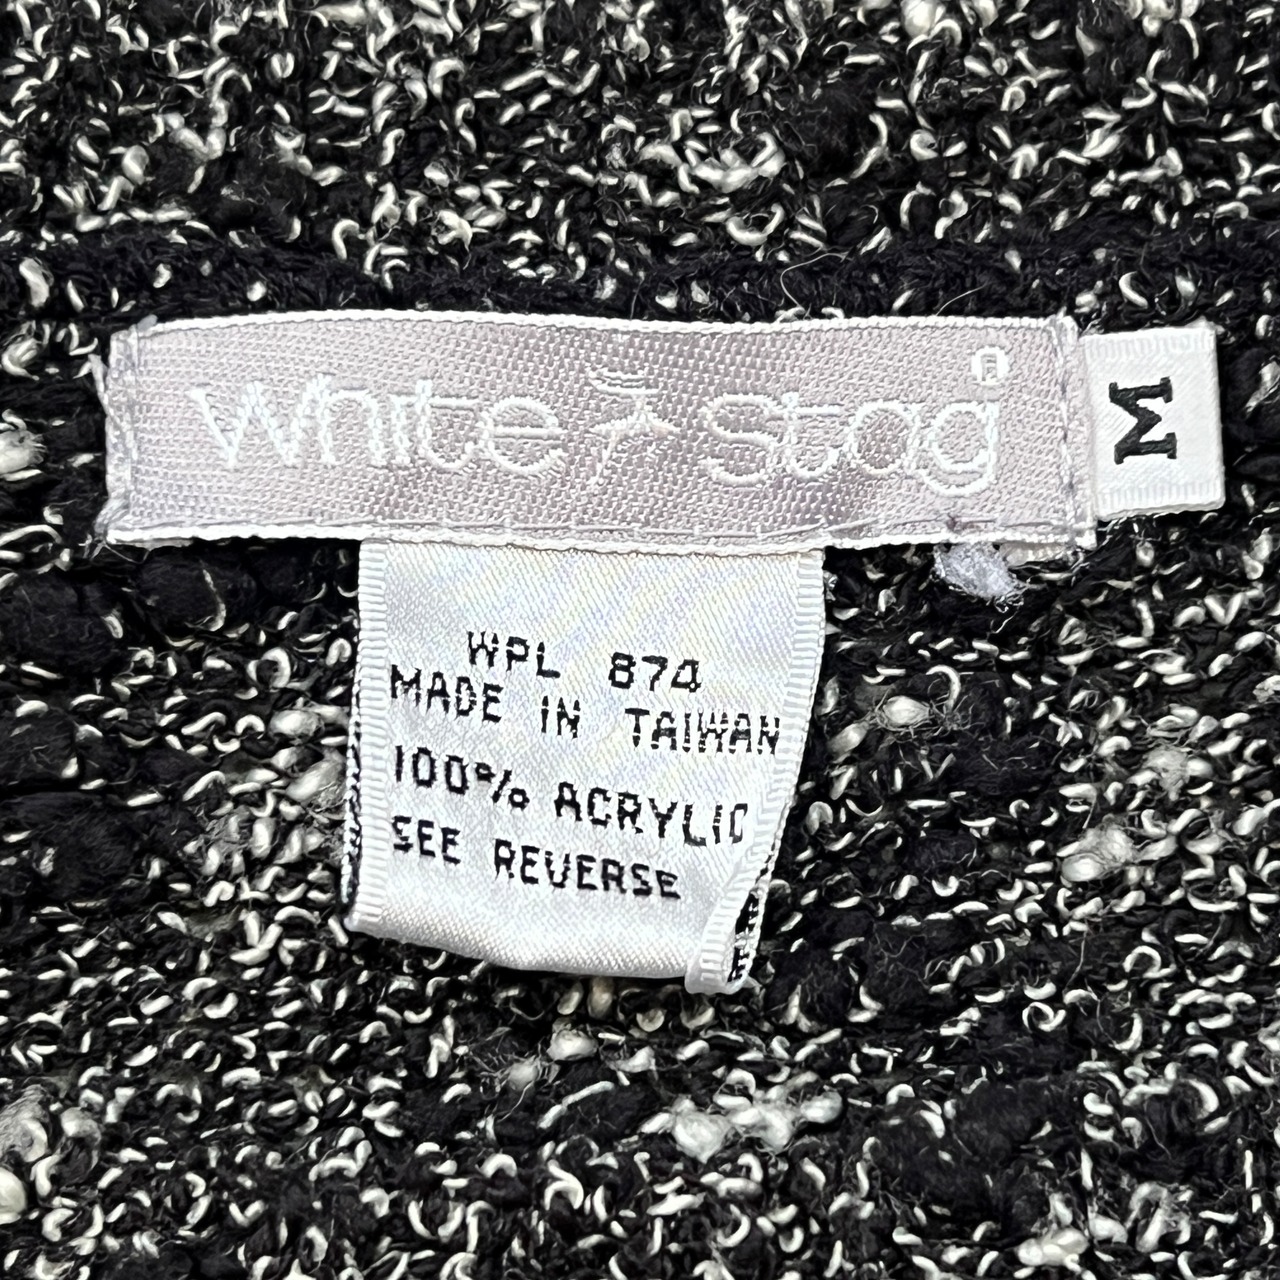 White Stag ®
M
WPL 874
MADE IN TAIWAN
100% ACRYLIC
SEE REVERSE